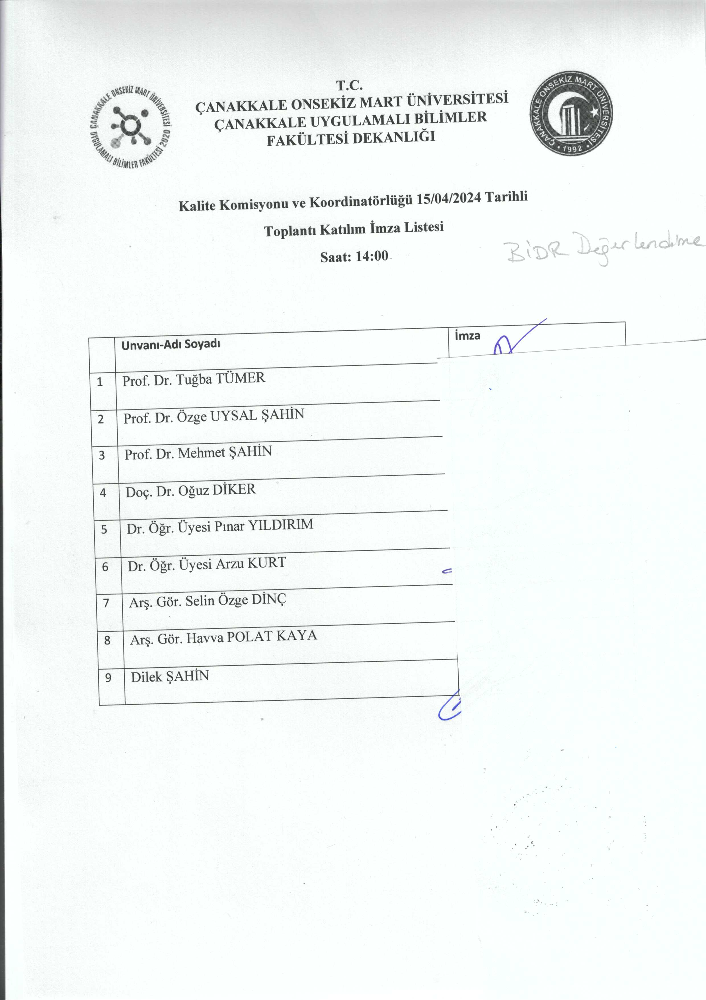 ÇANAKKALE ONSEKİZ MART ÜNİVERSİTESİ 2020
UYGULAMALI BİLİMLER FAKÜLTESİ
T.C.
ÇANAKKALE ONSEKİZ MART ÜNİVERSİTESİ
ÇANAKKALE UYGULAMALI BİLİMLER
FAKÜLTESİ DEKANLIĞI
ÇANAKKALE ONSEKİZ MART ÜNİVERSİTESİ
• 1992 •
Kalite Komisyonu ve Koordinatörlüğü 15/04/2024 Tarihli
Toplantı Katılım İmza Listesi
Saat: 14:00
BİDR Değerlendime
Unvanı-Adı Soyadı İmza
1 Prof. Dr. Tuğba TÜMER
2 Prof. Dr. Özge UYSAL ŞAHİN
3 Prof. Dr. Mehmet ŞAHİN
4 Doç. Dr. Oğuz DİKER
5 Dr. Öğr. Üyesi Pınar YILDIRIM
6 Dr. Öğr. Üyesi Arzu KURT
7 Arş. Gör. Selin Özge DİNÇ
8 Arş. Gör. Havva POLAT KAYA
9 Dilek ŞAHİN